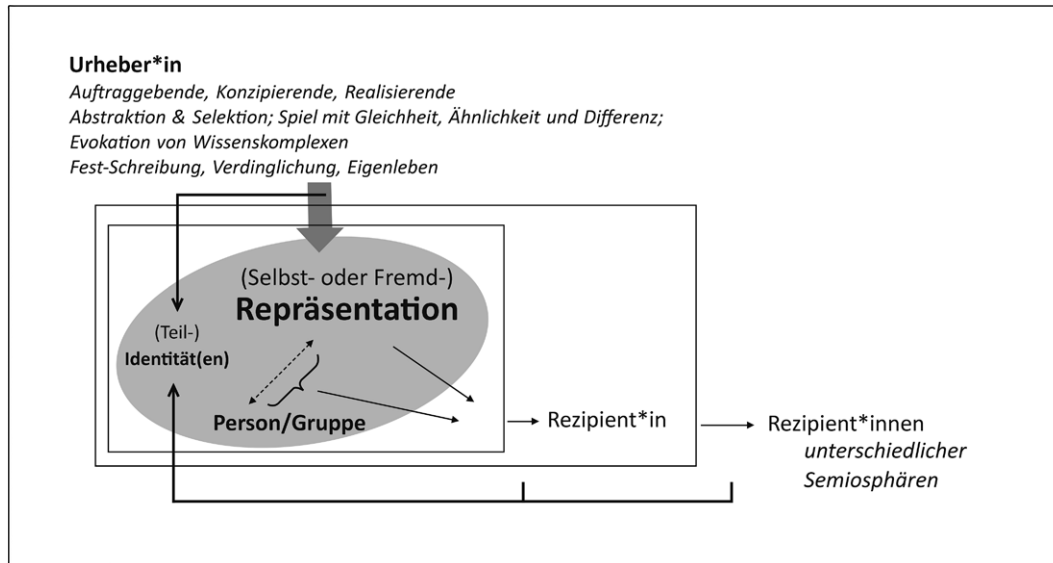 Urheber*in
Auftraggebende, Konzipierende, Realisierende
Abstraktion & Selektion; Spiel mit Gleichheit, Ähnlichkeit und Differenz;
Evokation von Wissenskomplexen
Fest-Schreibung, Verdinglichung, Eigenleben
(Selbst- oder Fremd-)
Repräsentation
(Teil-)
Identität(en)
Person/Gruppe
Rezipient*in
Rezipient*innen
unterschiedlicher
Semiosphären